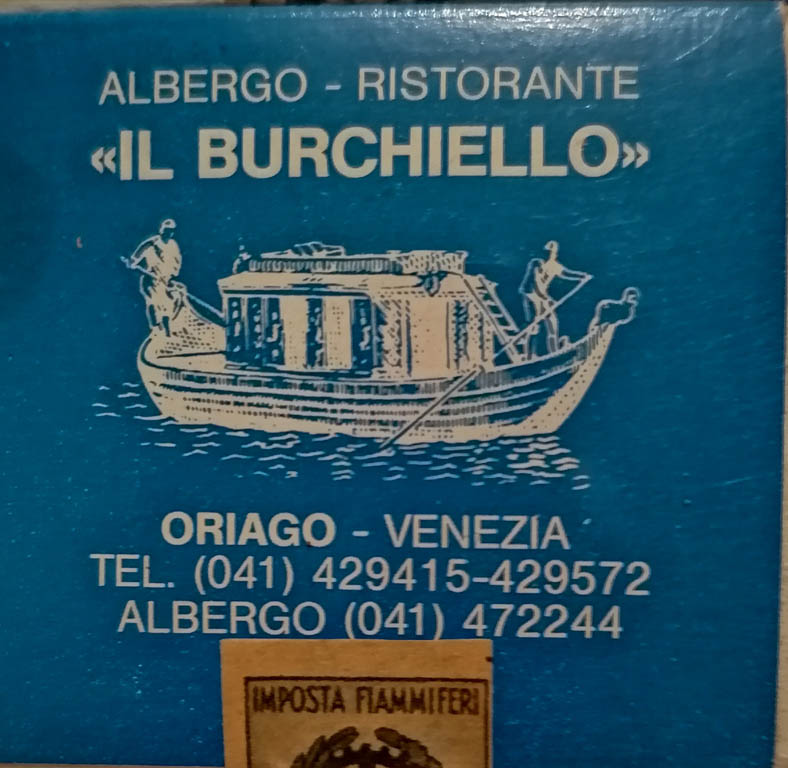 ALBERGO - RISTORANTE
«IL BURCHIELLO»
ORIAGO - VENEZIA
TEL. (041) 429415-429572
ALBERGO (041) 472244
IMPOSTA FIAMMIFERI